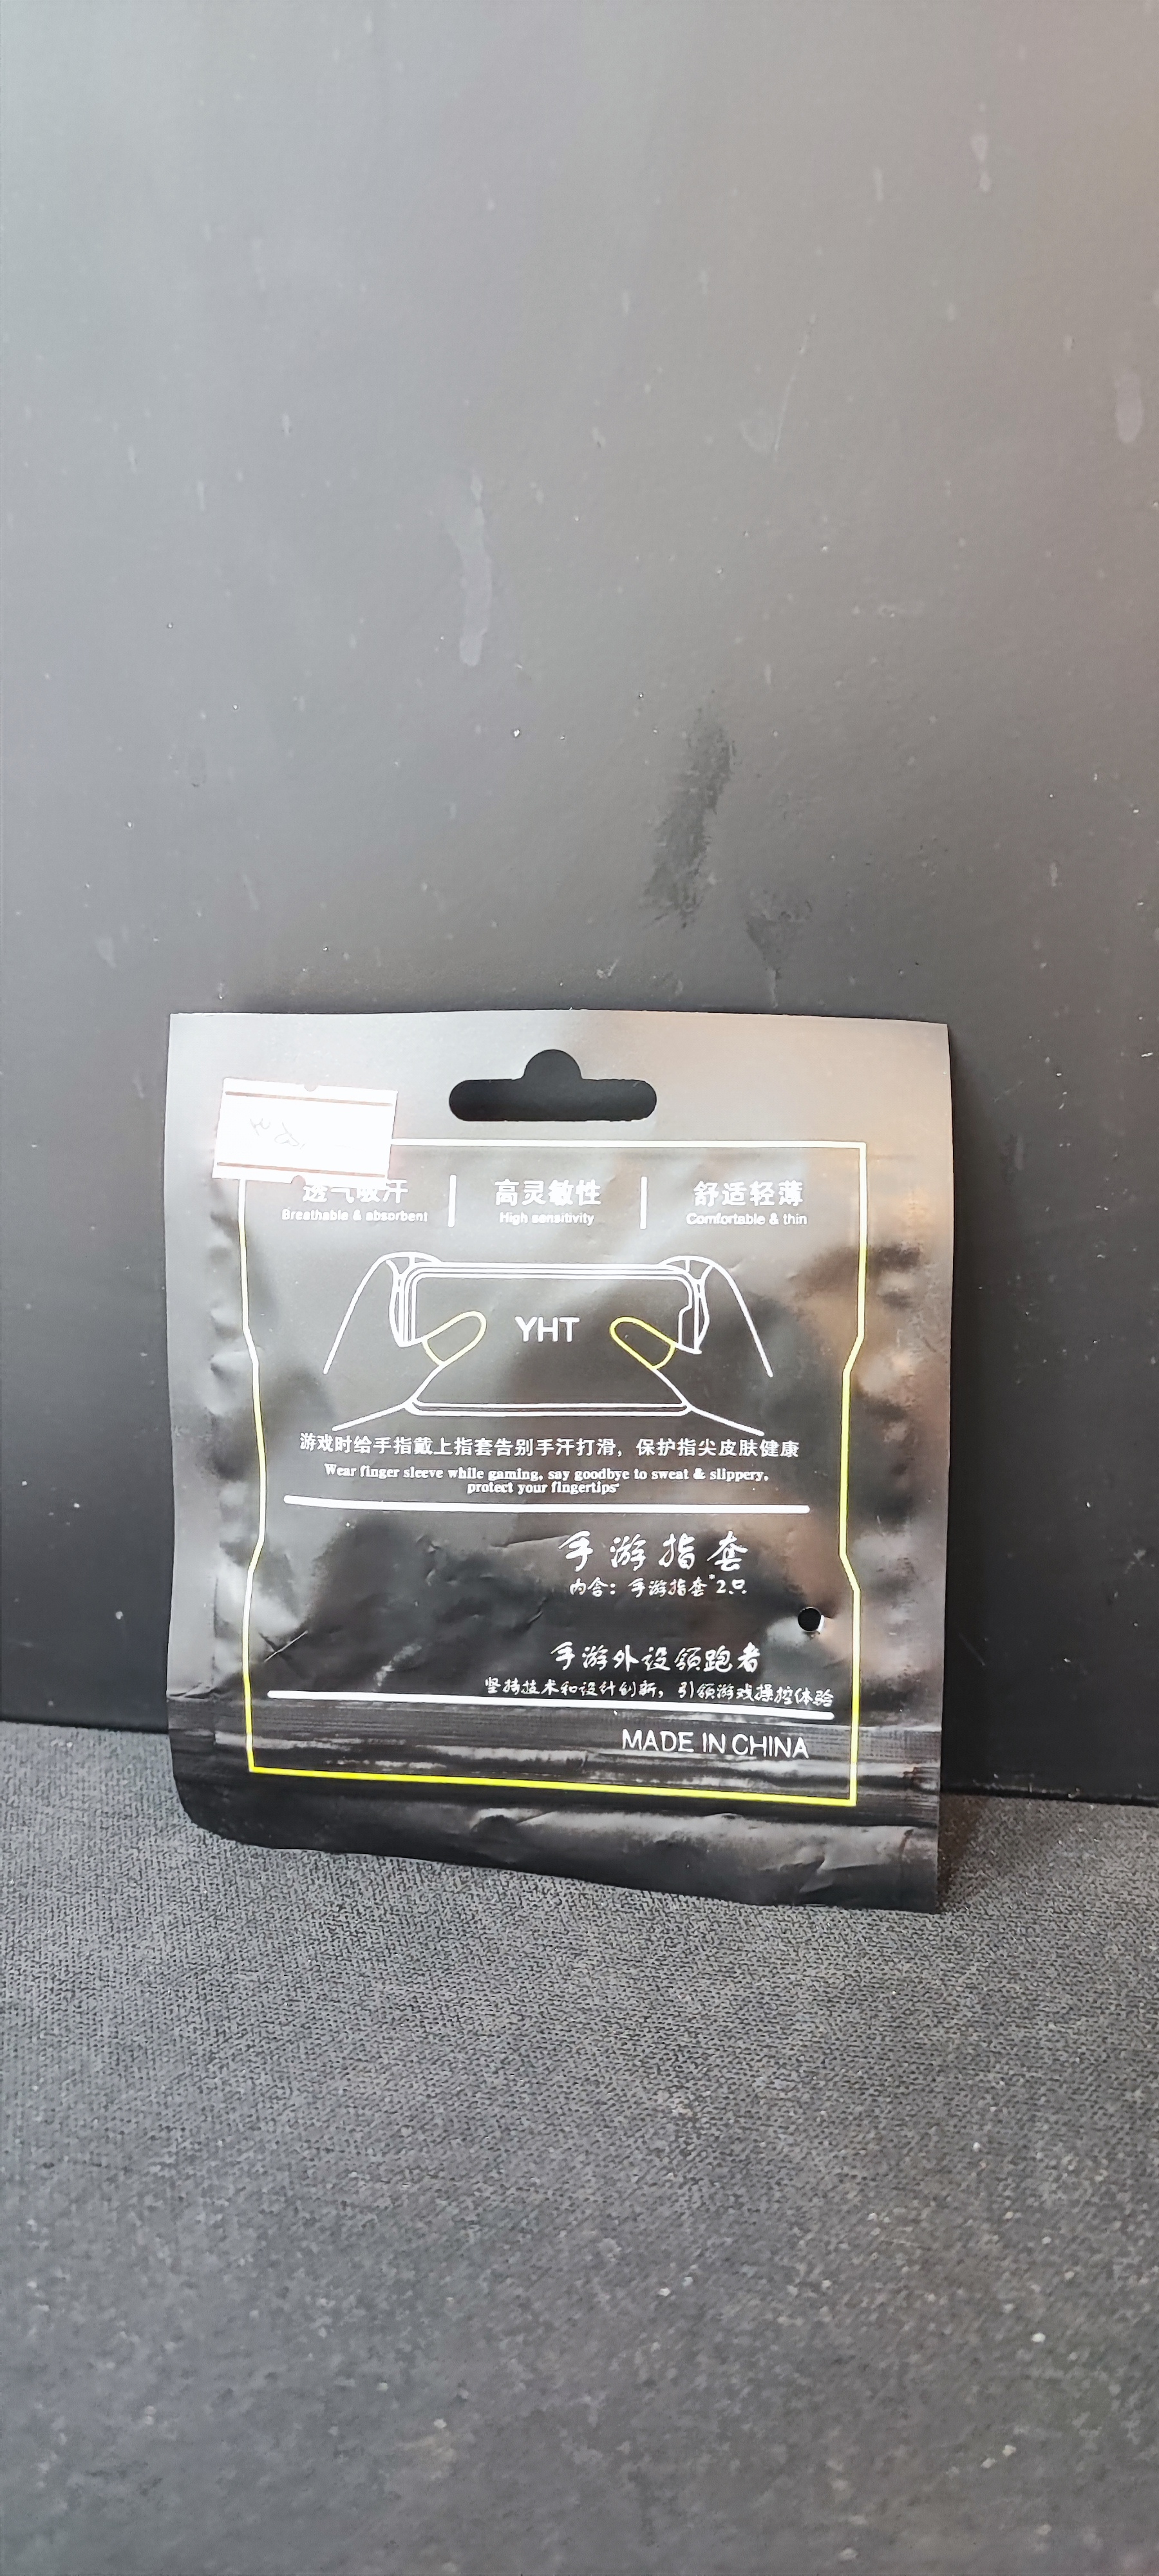 透气吸汗 高灵敏性 舒适轻薄
Breathable & absorbent High sensitivity Comfortable & thin
YHT
游戏时给手指戴上指套告别手汗打滑，保护指尖皮肤健康
Wear finger sleeve while gaming, say goodbye to sweat & slippery,
protect your fingertips"
手游指套
内含：手游指套*2只
手游外设领跑者
坚持技术和设计创新，引领游戏操控体验
MADE IN CHINA